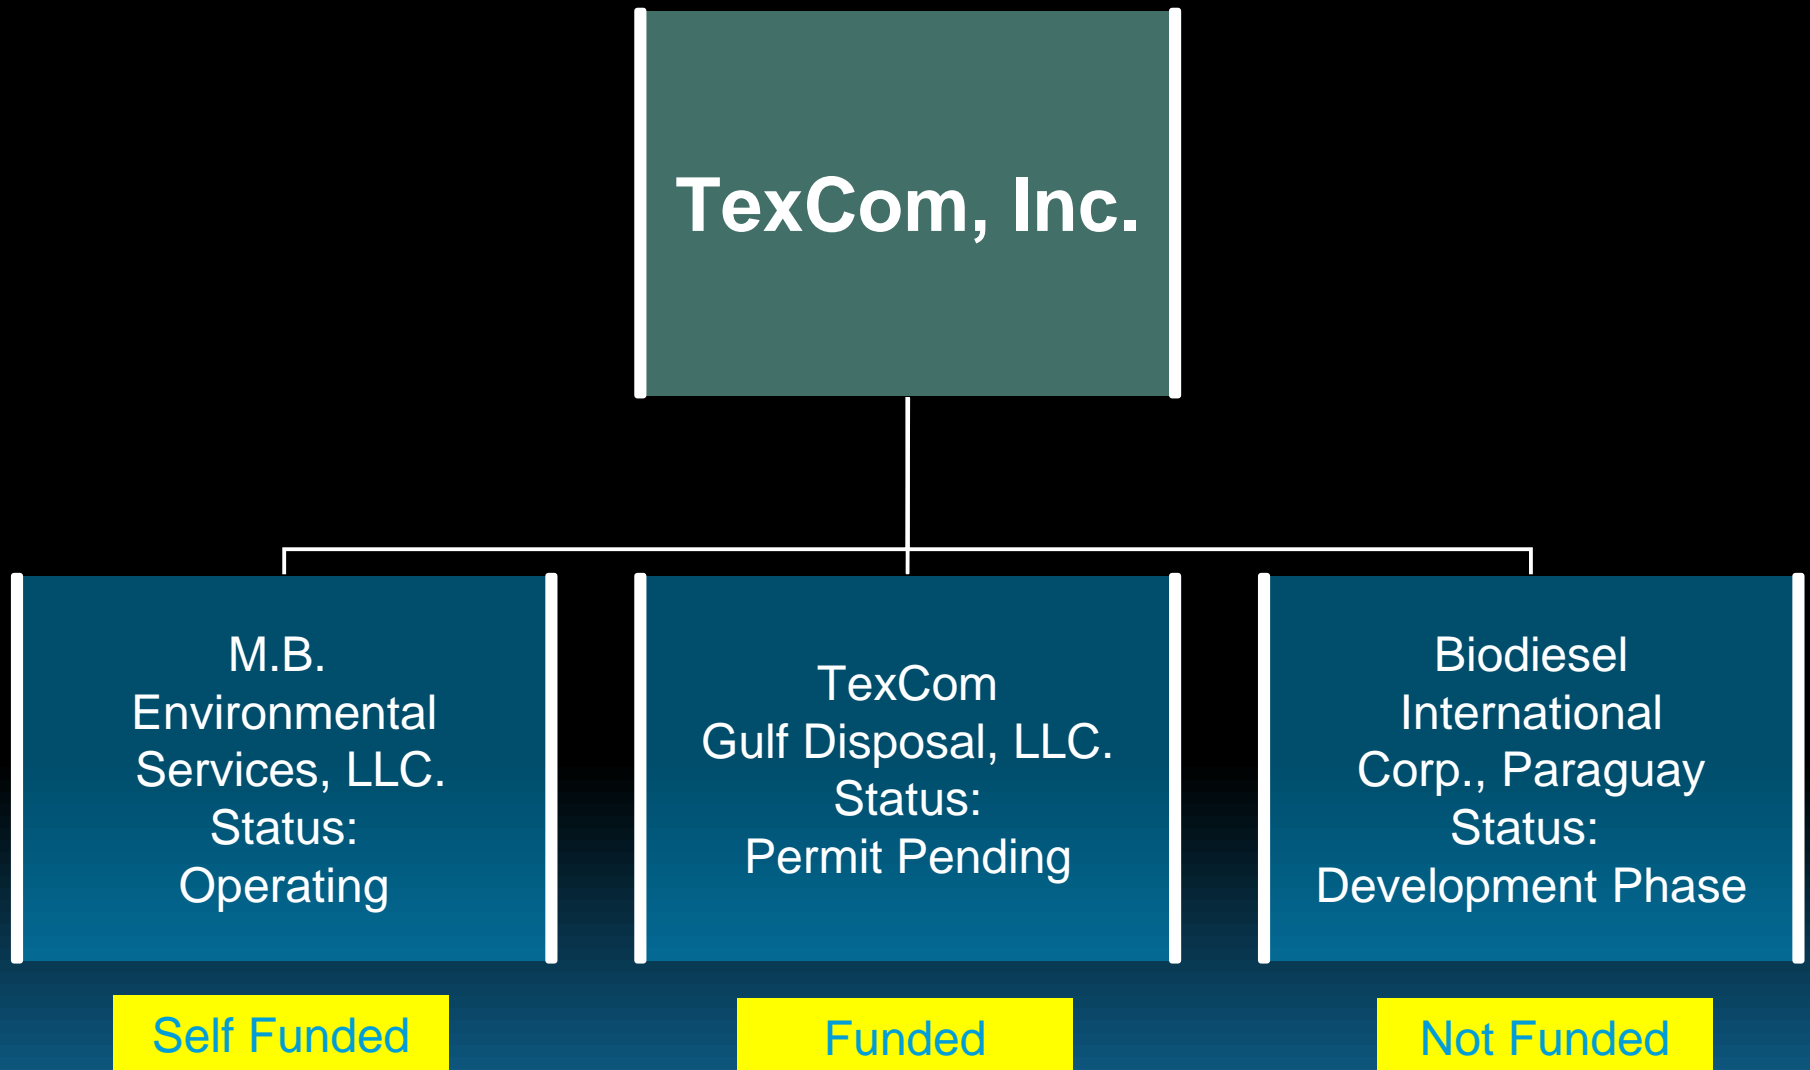 TexCom, Inc.
M.B.
Environmental
Services, LLC.
Status:
Operating
TexCom
Gulf Disposal, LLC.
Status:
Permit Pending
Biodiesel
International
Corp., Paraguay
Status:
Development Phase
Self Funded
Funded
Not Funded